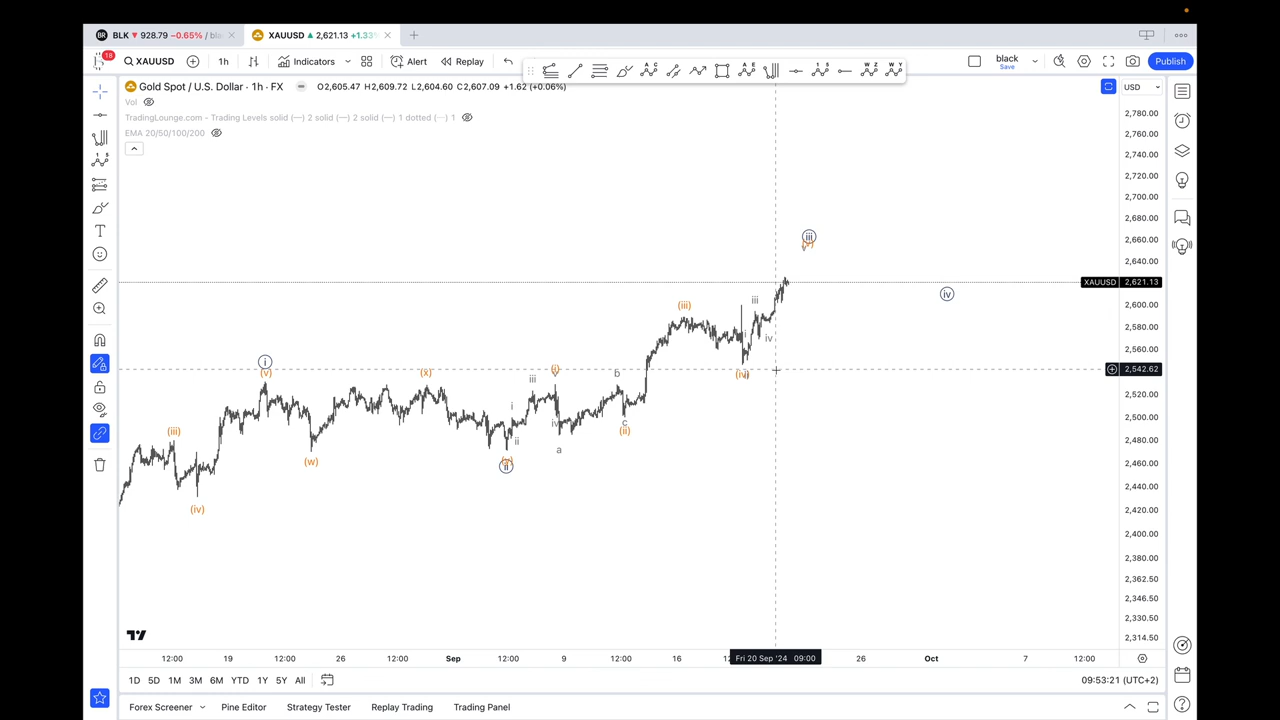 BLK ▼ 928.79 −0.65% / bla
XAUUSD ▲ 2,621.13 +1.33%
18
XAUUSD
1h
Indicators
Alert
Replay
black
Save
Publish
Gold Spot / U.S. Dollar · 1h · FX
O2,605.47 H2,609.72 L2,604.60 C2,607.09 +1.62 (+0.06%)
USD
Vol
TradingLounge.com - Trading Levels solid (—) 2 solid (—) 2 solid (—) 1 dotted (···) 1
EMA 20/50/100/200
2,780.00
2,760.00
2,740.00
2,720.00
2,700.00
2,680.00
2,660.00
2,640.00
XAUUSD 2,621.13
2,600.00
2,580.00
2,560.00
2,542.62
2,520.00
2,500.00
2,480.00
2,460.00
2,440.00
2,420.00
2,400.00
2,380.00
2,362.50
2,346.50
2,330.50
2,314.50
iii
iv
iii
(iii)
i
iv
i
(v)
(x)
(i)
b
iii
(iv)
i
iv
c
(iii)
(ii)
ii
a
(w)
ii
(iv)
12:00 19 12:00 26 12:00 Sep 12:00 9 12:00 16 Fri 20 Sep '24 09:00 26 Oct 7 12:00
1D 5D 1M 3M 6M YTD 1Y 5Y All
09:53:21 (UTC+2)
Forex Screener Pine Editor Strategy Tester Replay Trading Trading Panel